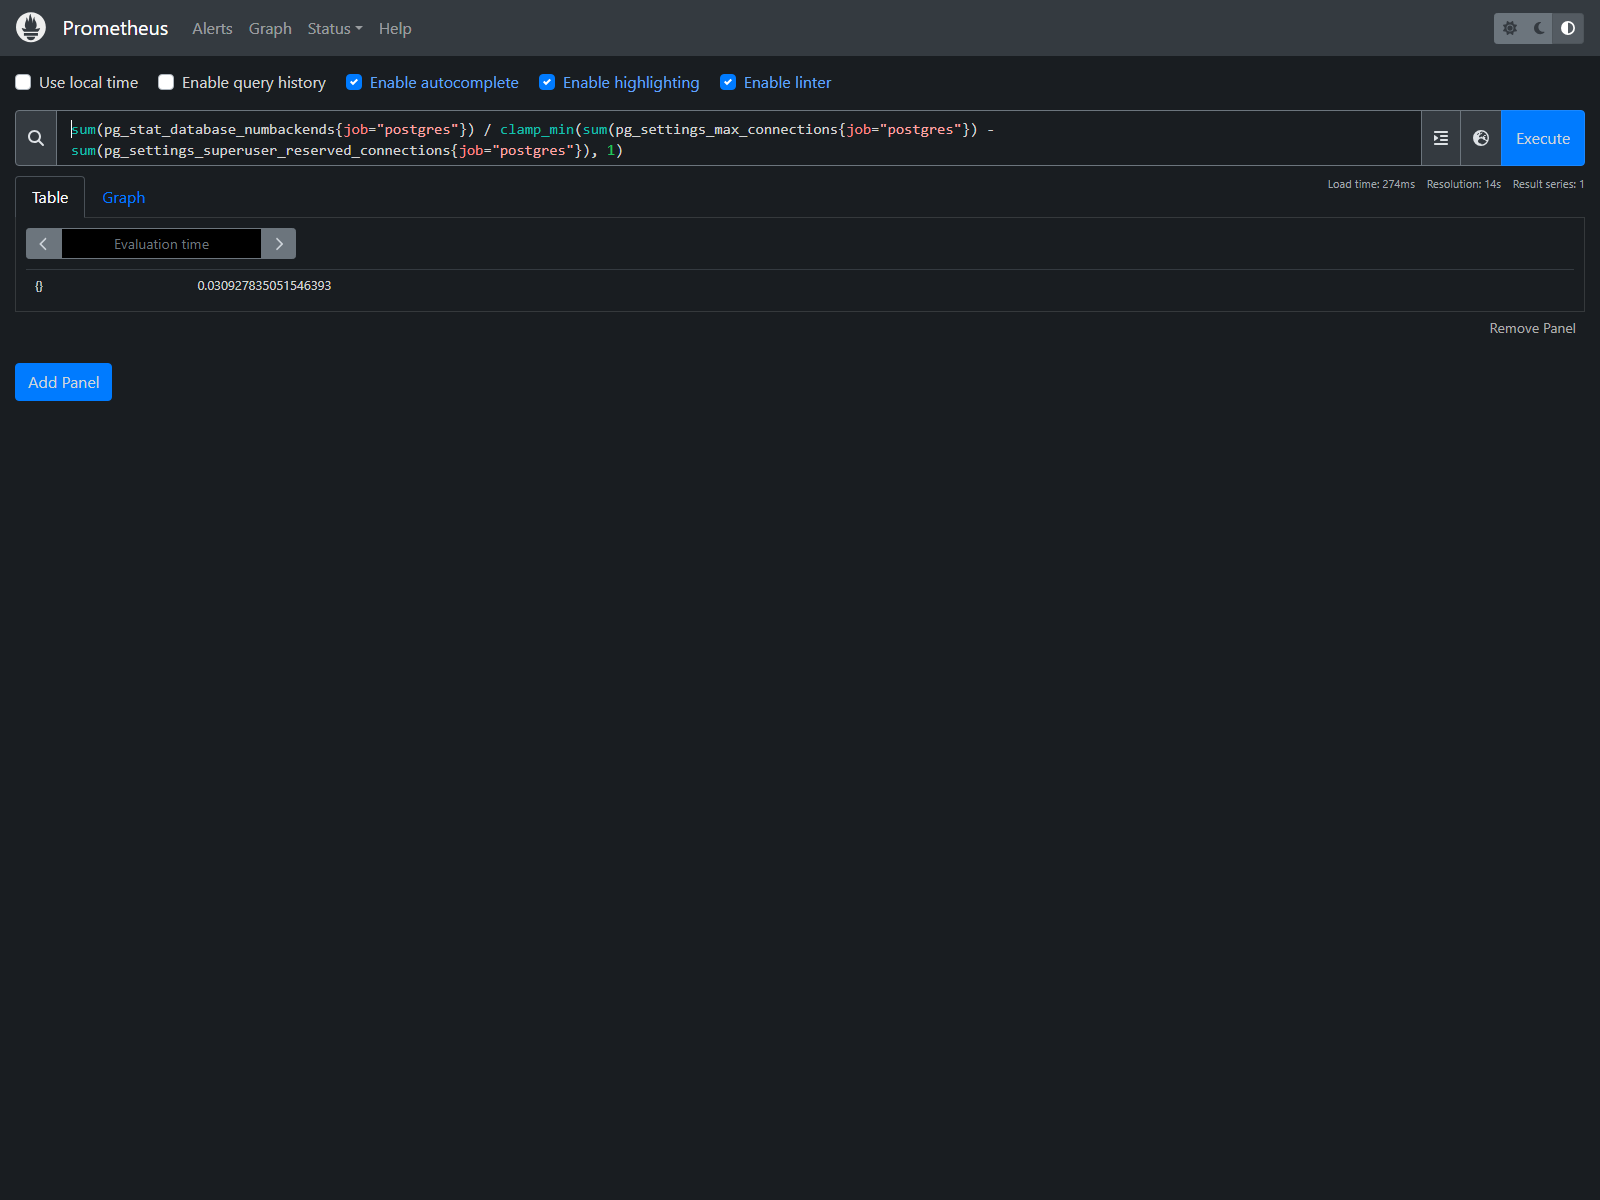 Prometheus Alerts Graph Status Help
Use local time Enable query history Enable autocomplete Enable highlighting Enable linter
sum(pg_stat_database_numbackends{job="postgres"}) / clamp_min(sum(pg_settings_max_connections{job="postgres"}) -
sum(pg_settings_superuser_reserved_connections{job="postgres"}), 1)
Execute
Table Graph
Load time: 274ms Resolution: 14s Result series: 1
Evaluation time
{} 0.030927835051546393
Remove Panel
Add Panel